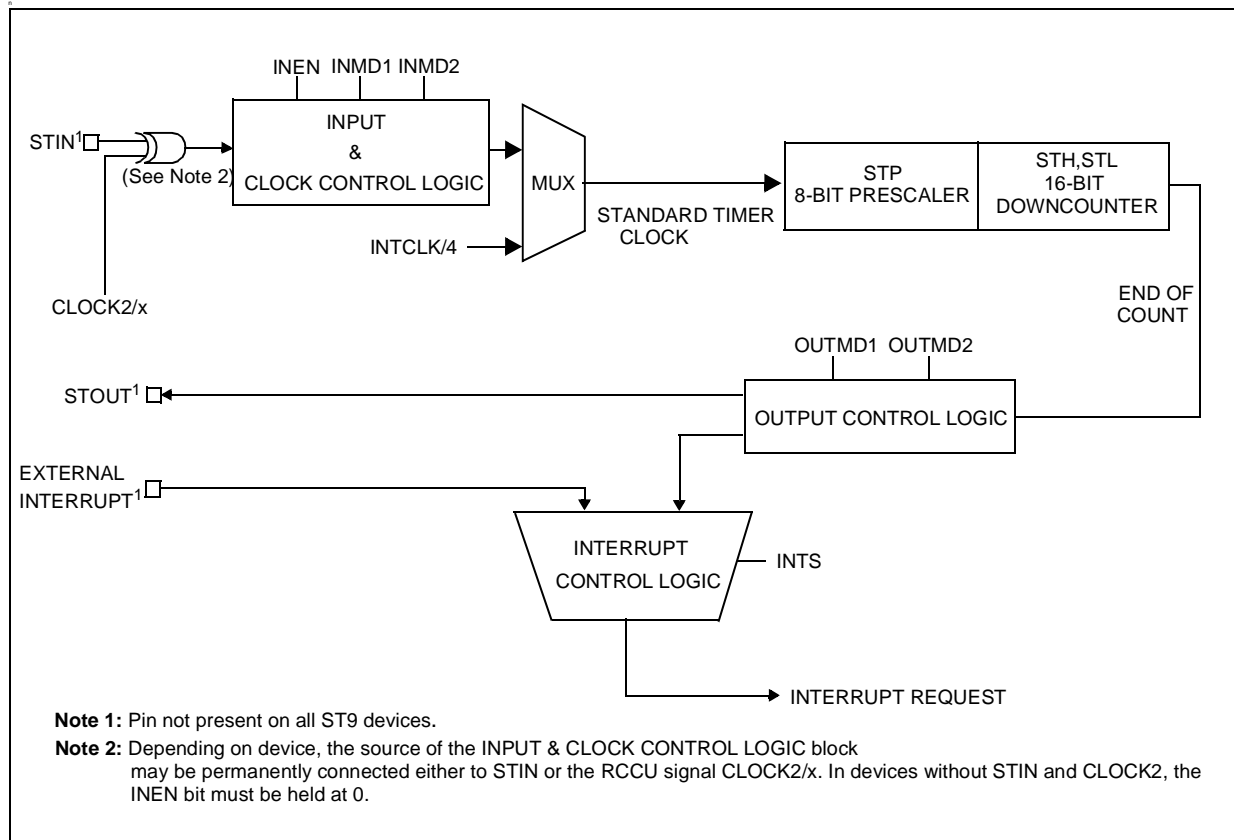 INEN INMD1 INMD2
STIN1
(See Note 2)
INPUT
&
CLOCK CONTROL LOGIC
MUX
INTCLK/4
CLOCK2/x
STANDARD TIMER
CLOCK
STP
8-BIT PRESCALER
STH,STL
16-BIT
DOWNCOUNTER
END OF
COUNT
OUTMD1 OUTMD2
STOUT1
OUTPUT CONTROL LOGIC
EXTERNAL
INTERRUPT1
INTERRUPT
CONTROL LOGIC
INTS
INTERRUPT REQUEST
Note 1: Pin not present on all ST9 devices.
Note 2: Depending on device, the source of the INPUT & CLOCK CONTROL LOGIC block
may be permanently connected either to STIN or the RCCU signal CLOCK2/x. In devices without STIN and CLOCK2, the
INEN bit must be held at 0.